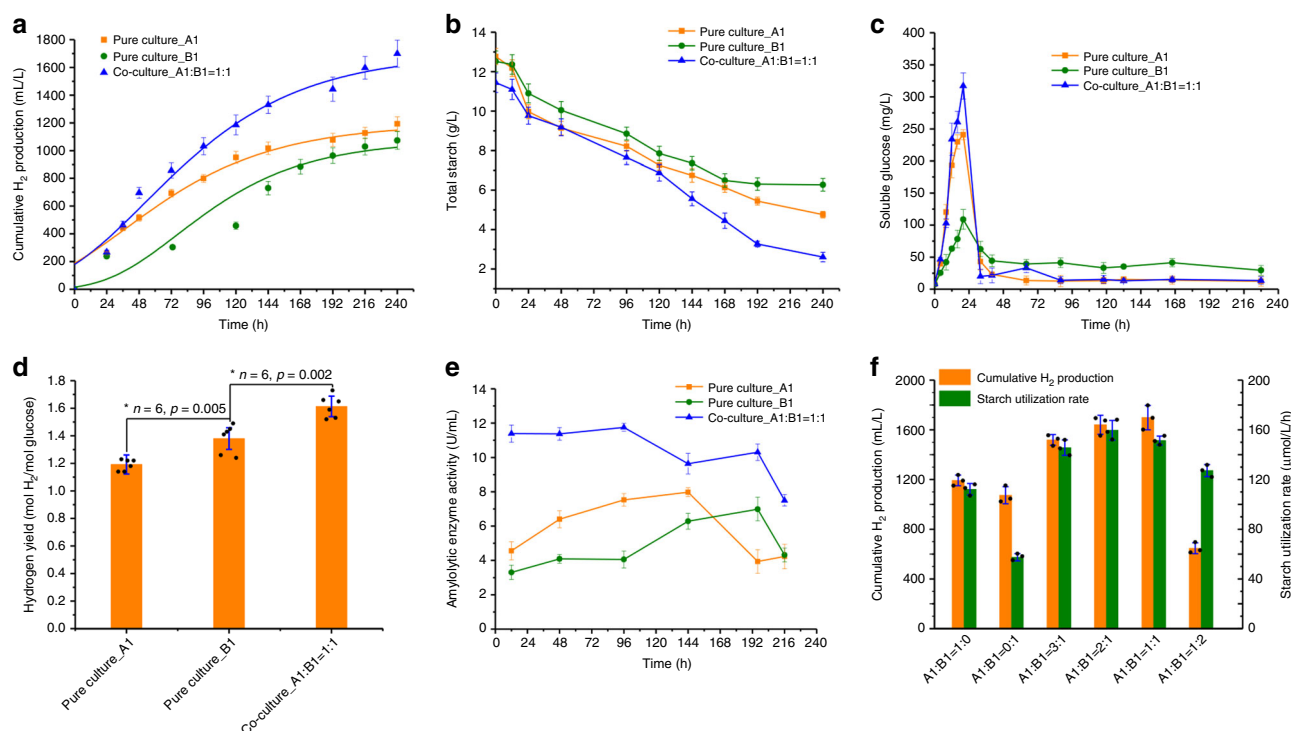 a
Cumulative H2 production (mL/L)
1800
1600
1400
1200
1000
800
600
400
200
0
Pure culture_A1
Pure culture_B1
Co-culture_A1:B1=1:1
0 24 48 72 96 120 144 168 192 216 240
Time (h)
b
Total starch (g/L)
14
12
10
8
6
4
2
Pure culture_A1
Pure culture_B1
Co-culture_A1:B1=1:1
0 24 48 72 96 120 144 168 192 216 240
Time (h)
c
Soluble glucose (mg/L)
400
350
300
250
200
150
100
50
0
Pure culture_A1
Pure culture_B1
Co-culture_A1:B1=1:1
0 24 48 72 96 120 144 168 192 216 240
Time (h)
d
Hydrogen yield (mol H2/mol glucose)
1.8
1.6
1.4
1.2
1.0
0.8
0.6
0.4
0.2
0.0
* n = 6, p = 0.002
* n = 6, p = 0.005
Pure culture_A1
Pure culture_B1
Co-culture_A1:B1=1:1
e
Amylolytic enzyme activity (U/mL)
14
12
10
8
6
4
2
0
Pure culture_A1
Pure culture_B1
Co-culture_A1:B1=1:1
0 24 48 72 96 120 144 168 192 216 240
Time (h)
f
Cumulative H2 production (mL/L)
2000
1600
1200
800
400
0
Cumulative H2 production
Starch utilization rate
200
160
120
80
40
0
Starch utilization rate (umol/L/h)
A1:B1=1:0
A1:B1=0:1
A1:B1=3:1
A1:B1=2:1
A1:B1=1:1
A1:B1=1:2